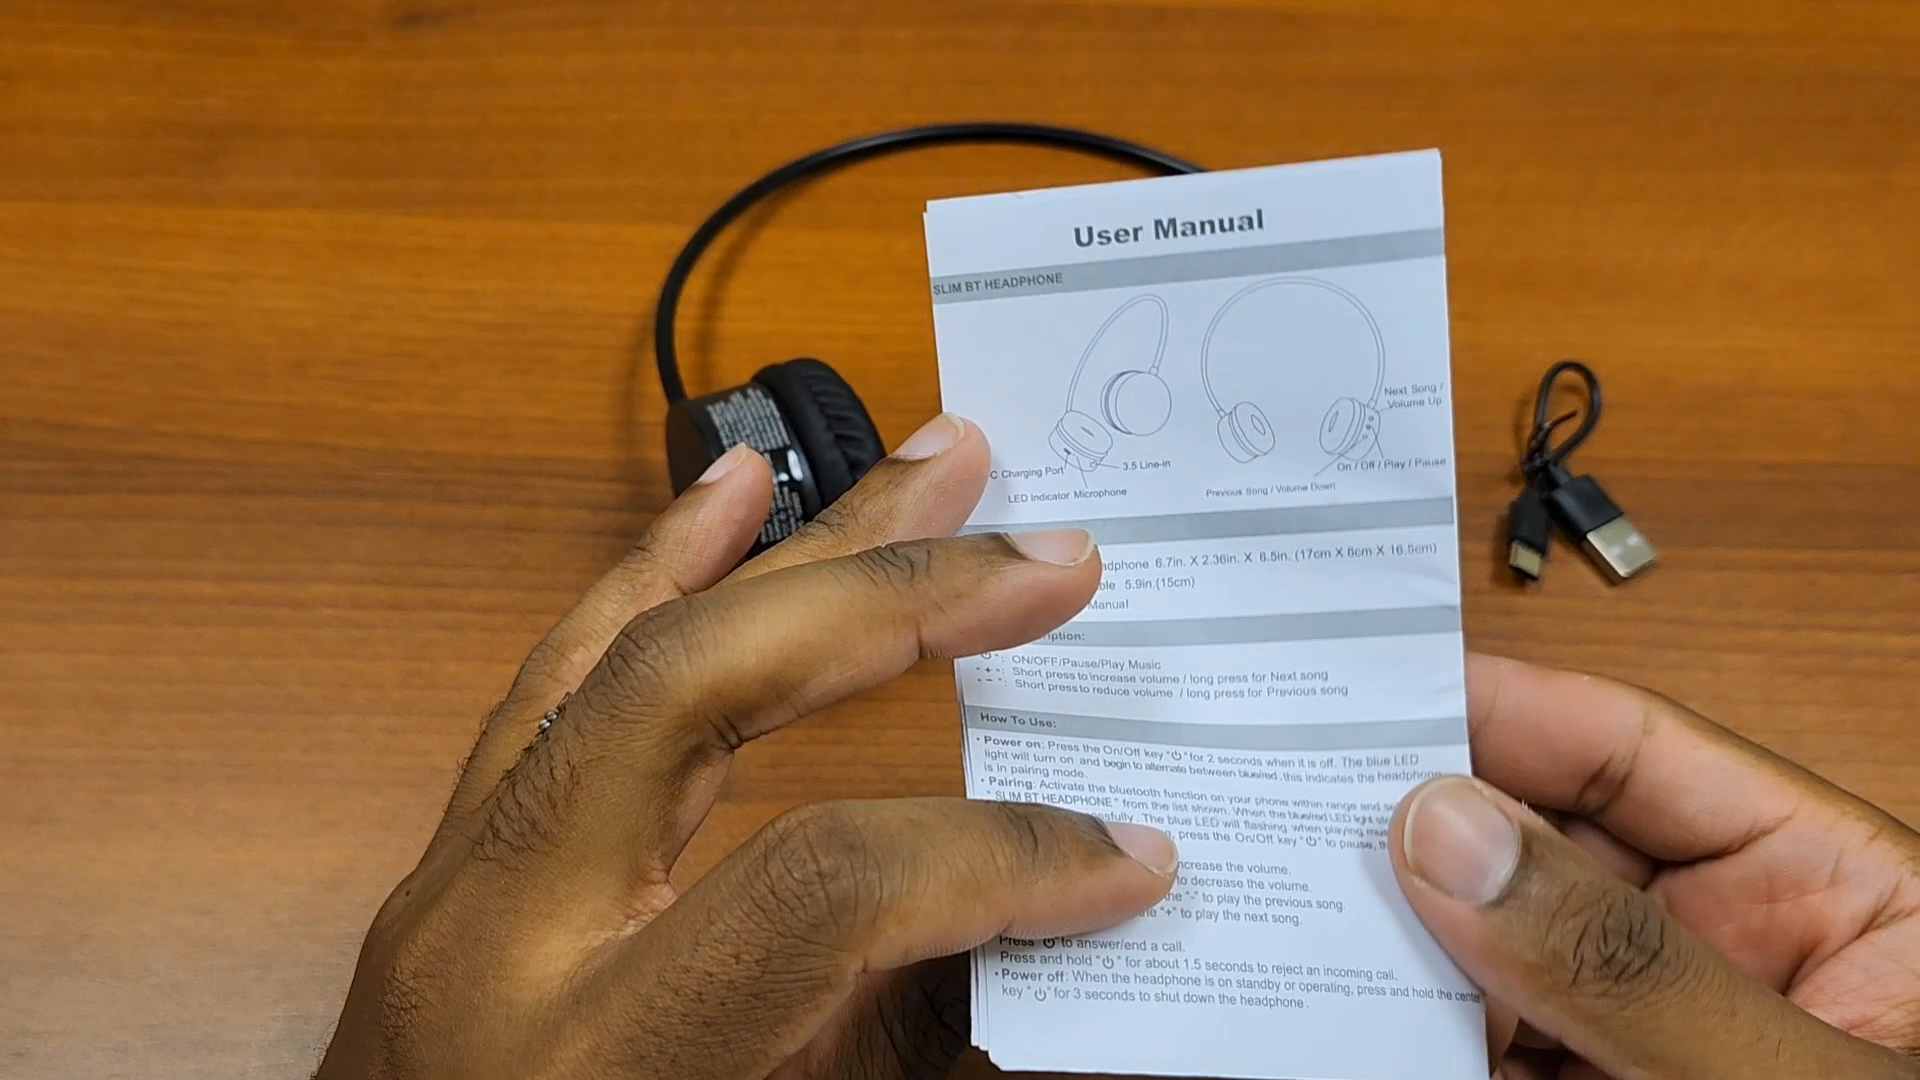 User Manual
SLIM BT HEADPHONE
Next Song /
Volume Up
C Charging Port
3.5 Line-in
On / Off / Play / Pause
LED Indicator Microphone
Previous Song / Volume Down
adphone 6.7in. X 2.36in. X 6.5in. (17cm X 6cm X 16.5cm)
ble 5.9in.(15cm)
Manual
iption:
": ON/OFF/Pause/Play Music
"+": Short press to increase volume / long press for Next song
"-": Short press to reduce volume / long press for Previous song
How To Use:
• Power on: Press the On/Off key "⏻" for 2 seconds when it is off. The blue LED
light will turn on and begin to alternate between blue/red, this indicates the headphone
is in pairing mode.
• Pairing: Activate the bluetooth function on your phone within range and
"SLIM BT HEADPHONE" from the list shown. When the blue/red LED light
ssfully. The blue LED will flashing when playing
press the On/Off key "⏻" to pause,
ncrease the volume.
to decrease the volume.
he "-" to play the previous song.
he "+" to play the next song.
Press "⏻" to answer/end a call.
Press and hold "⏻" for about 1.5 seconds to reject an incoming call.
• Power off: When the headphone is on standby or operating, press and hold the center
key "⏻" for 3 seconds to shut down the headphone.